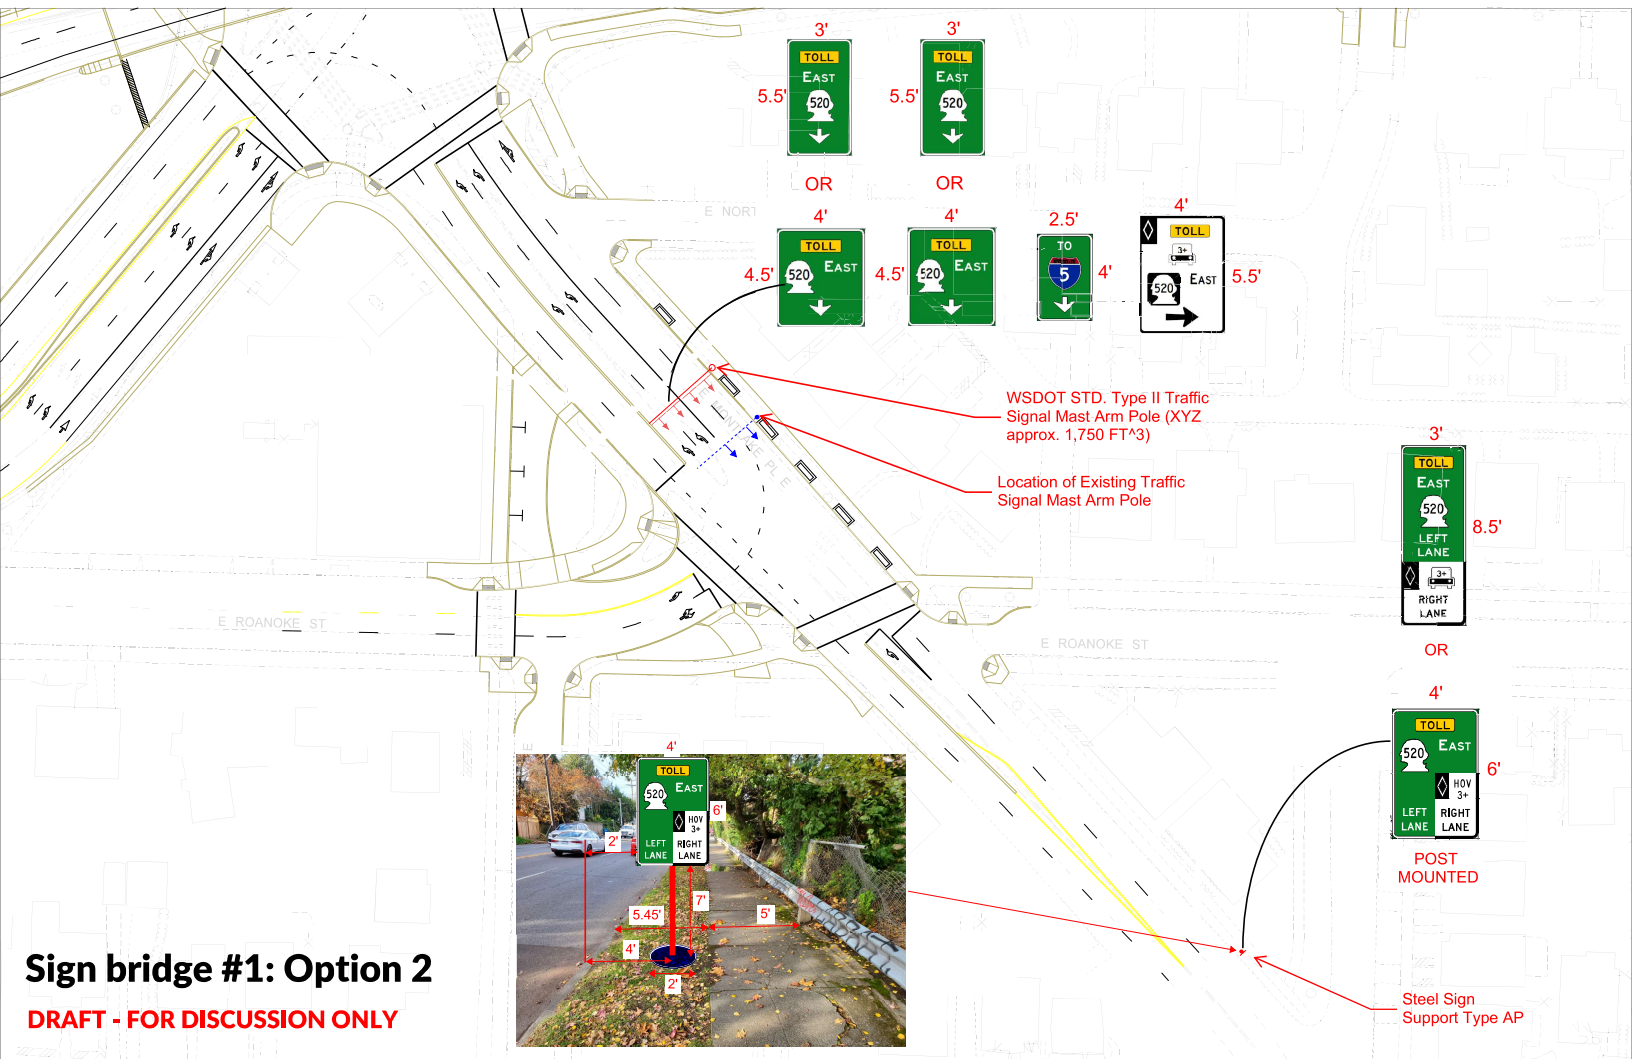 3'
3'
TOLL
EAST
520
5.5'
TOLL
EAST
520
5.5'
OR
OR
E NORT
4'
4'
2.5'
4'
TOLL
520
EAST
4.5'
TOLL
520
EAST
4.5'
TO
5
4'
TOLL
3+
520
EAST
5.5'
WSDOT STD. Type II Traffic
Signal Mast Arm Pole (XYZ
approx. 1,750 FT^3)
MONTLAKE PL E
Location of Existing Traffic
Signal Mast Arm Pole
3'
TOLL
EAST
520
LEFT
LANE
3+
RIGHT
LANE
8.5'
OR
E ROANOKE ST
E ROANOKE ST
4'
TOLL
520
EAST
HOV
3+
LEFT
LANE
RIGHT
LANE
6'
POST
MOUNTED
4'
TOLL
520
EAST
HOV
3+
LEFT
LANE
RIGHT
LANE
6'
2'
7'
5.45'
5'
4'
2'
Sign bridge #1: Option 2
DRAFT - FOR DISCUSSION ONLY
Steel Sign
Support Type AP